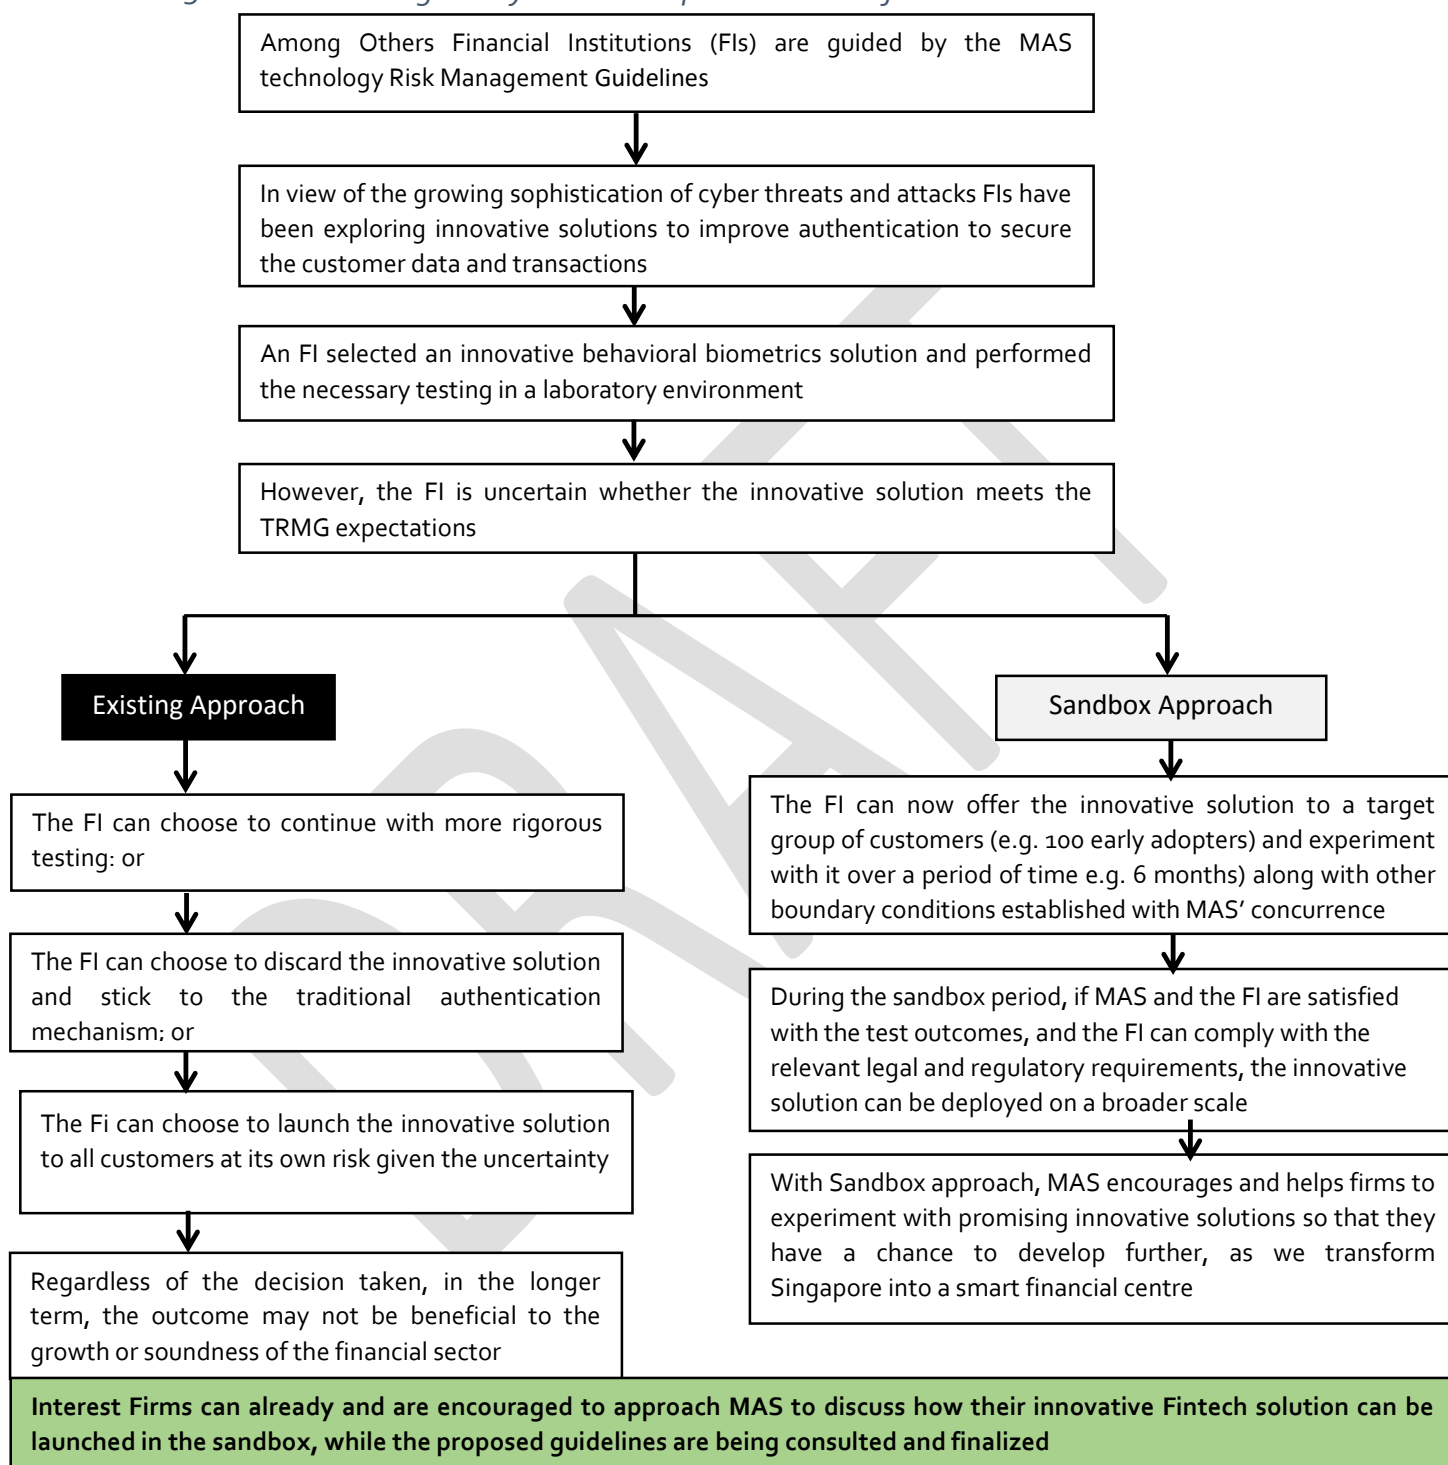 Among Others Financial Institutions (FIs) are guided by the MAS
technology Risk Management Guidelines
In view of the growing sophistication of cyber threats and attacks FIs have
been exploring innovative solutions to improve authentication to secure
the customer data and transactions
An FI selected an innovative behavioral biometrics solution and performed
the necessary testing in a laboratory environment
However, the FI is uncertain whether the innovative solution meets the
TRMG expectations
Existing Approach
The FI can choose to continue with more rigorous
testing: or
The FI can choose to discard the innovative solution
and stick to the traditional authentication
mechanism: or
The Fi can choose to launch the innovative solution
to all customers at its own risk given the uncertainty
Regardless of the decision taken, in the longer
term, the outcome may not be beneficial to the
growth or soundness of the financial sector
Sandbox Approach
The FI can now offer the innovative solution to a target
group of customers (e.g. 100 early adopters) and experiment
with it over a period of time e.g. 6 months) along with other
boundary conditions established with MAS’ concurrence
During the sandbox period, if MAS and the FI are satisfied
with the test outcomes, and the FI can comply with the
relevant legal and regulatory requirements, the innovative
solution can be deployed on a broader scale
With Sandbox approach, MAS encourages and helps firms to
experiment with promising innovative solutions so that they
have a chance to develop further, as we transform
Singapore into a smart financial centre
Interest Firms can already and are encouraged to approach MAS to discuss how their innovative Fintech solution can be
launched in the sandbox, while the proposed guidelines are being consulted and finalized
DRAFT